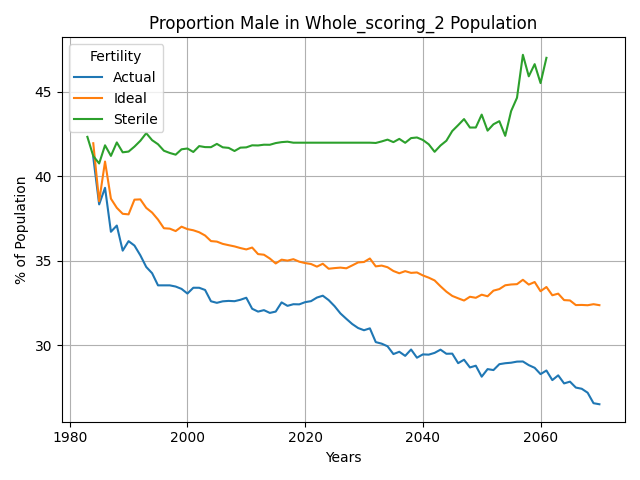 Proportion Male in Whole_scoring_2 Population
Fertility
Actual
Ideal
Sterile
% of Population
45
40
35
30
1980
2000
2020
2040
2060
Years